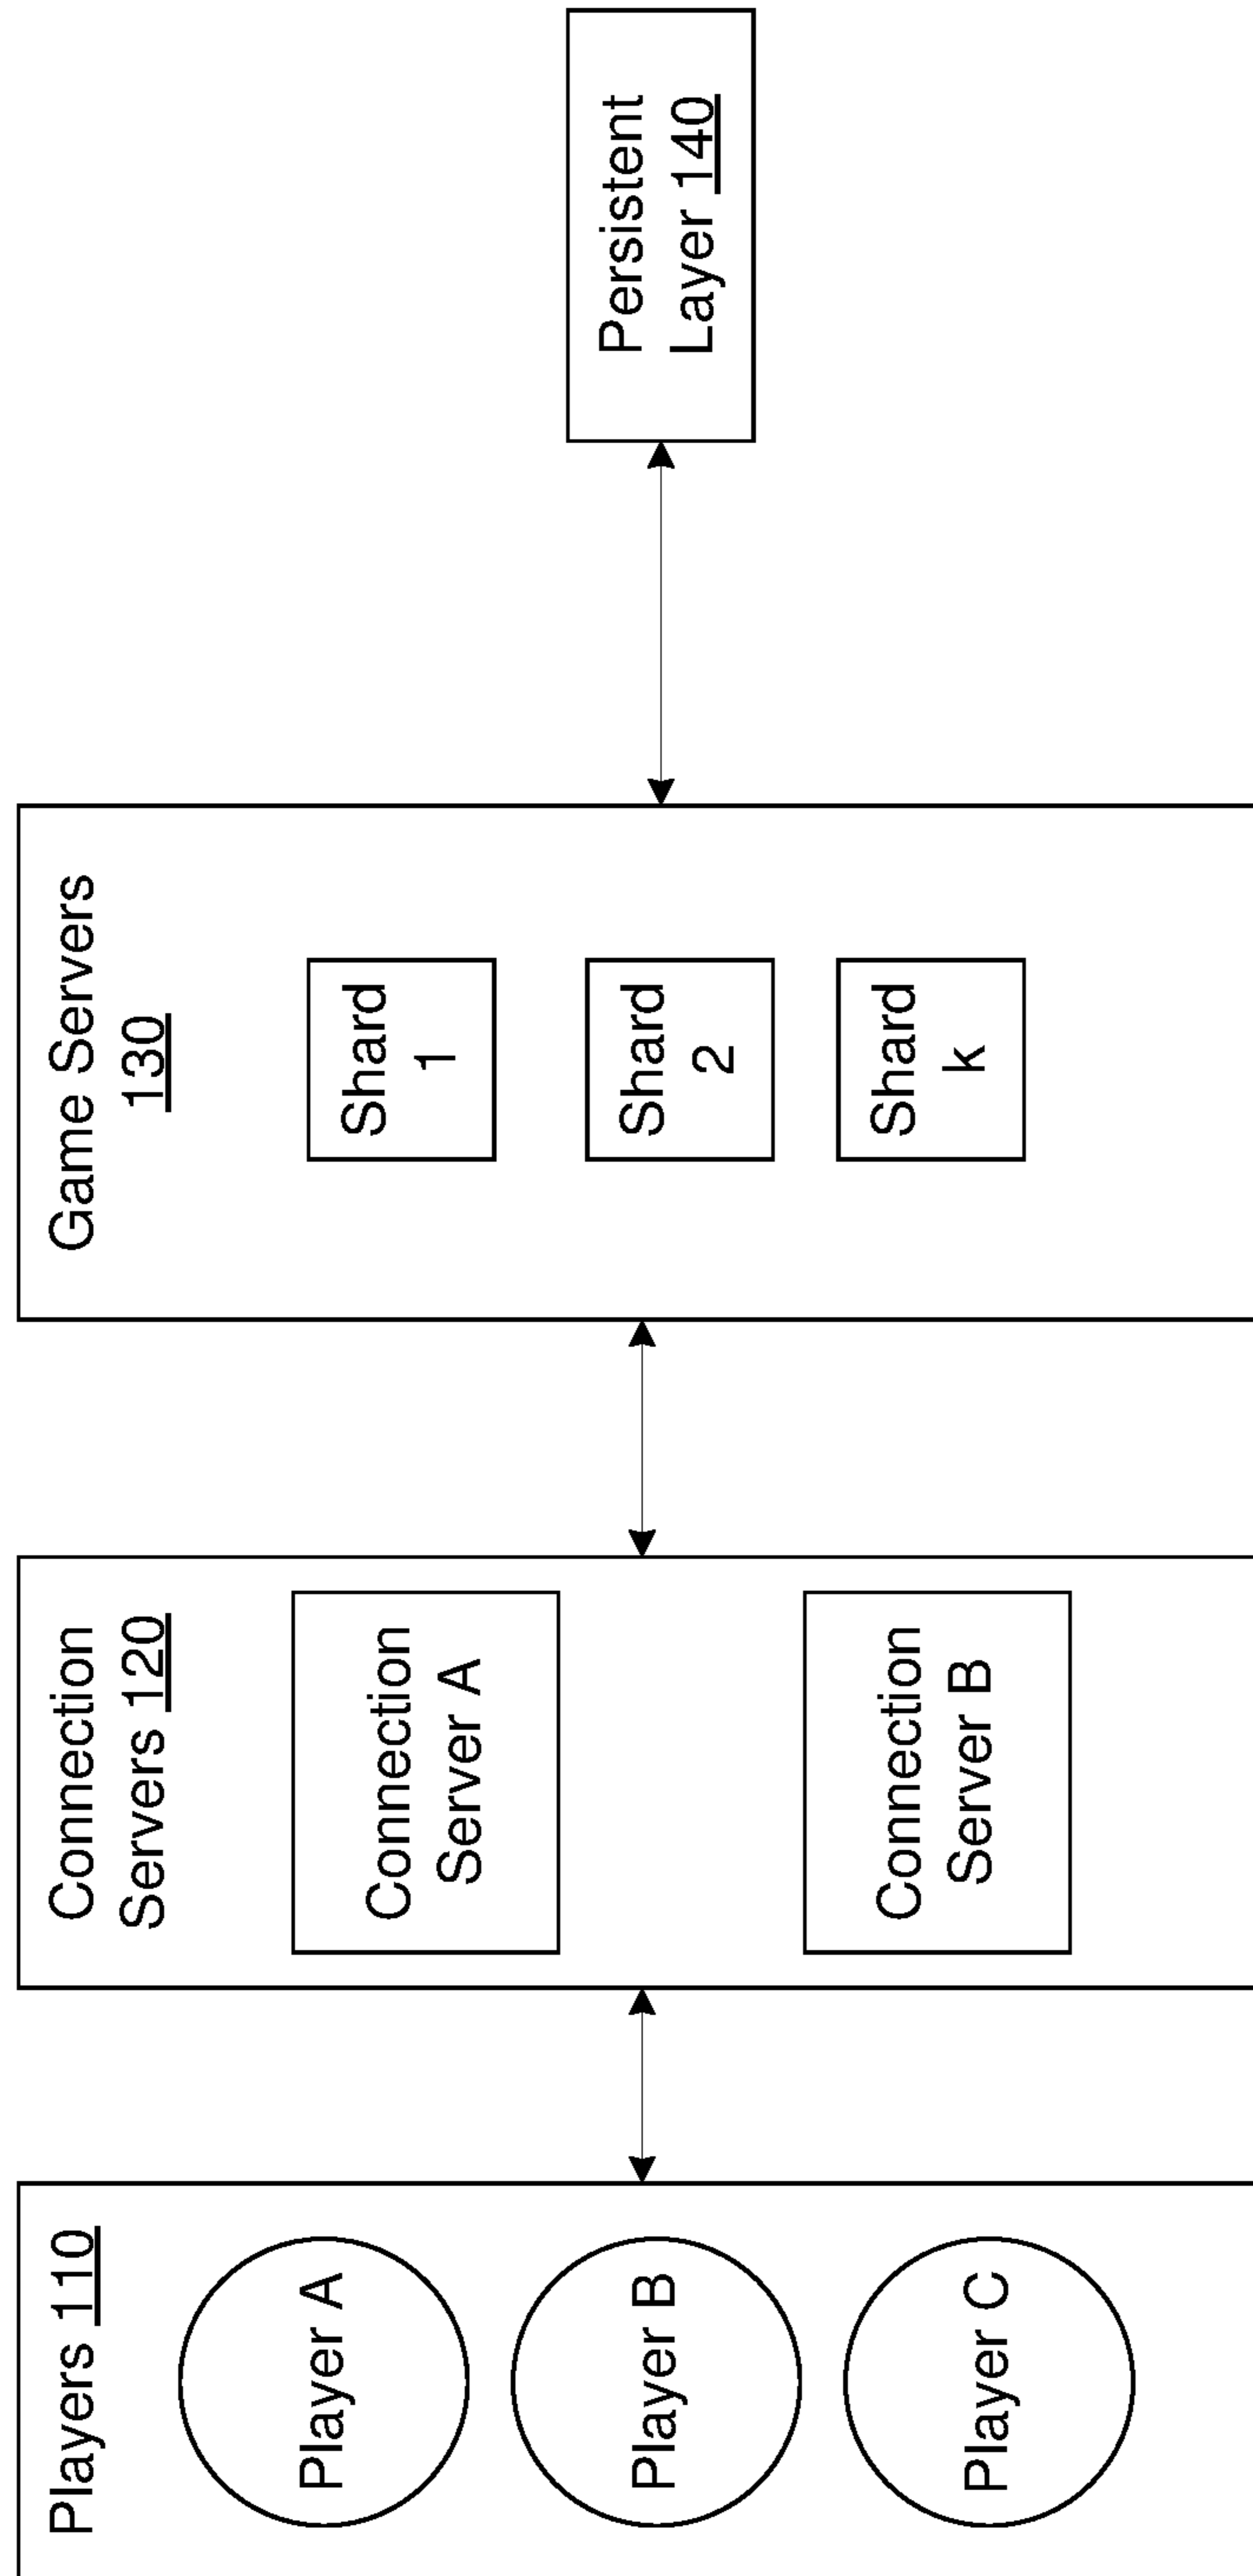 Players 110
Player A
Player B
Player C
Connection
Servers 120
Connection
Server A
Connection
Server B
Game Servers
130
Shard
1
Shard
2
Shard
k
Persistent
Layer 140